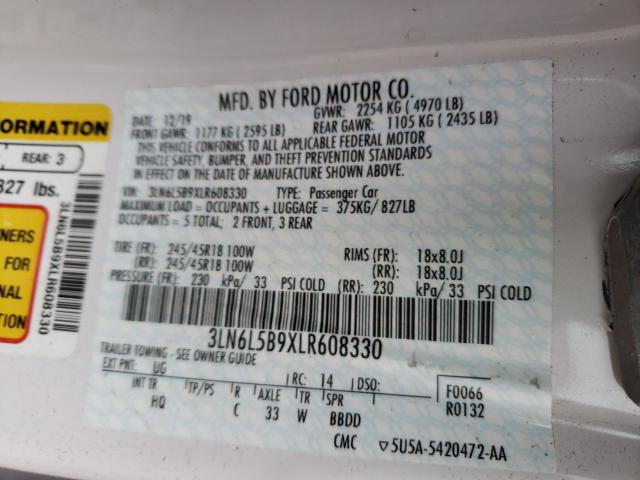 MFD. BY FORD MOTOR CO.
DATE: 12/19 GVWR: 2254 KG ( 4970 LB)
FRONT GAWR: 1177 KG ( 2595 LB) REAR GAWR: 1105 KG ( 2435 LB)
THIS VEHICLE CONFORMS TO ALL APPLICABLE FEDERAL MOTOR
VEHICLE SAFETY, BUMPER, AND THEFT PREVENTION STANDARDS
IN EFFECT ON THE DATE OF MANUFACTURE SHOWN ABOVE
VIN: 3LN6L5B9XLR608330 TYPE: Passenger Car
MAXIMUM LOAD = OCCUPANTS + LUGGAGE = 375KG/ 827LB
OCCUPANTS = 5 TOTAL: 2 FRONT, 3 REAR
TIRE (FR): 245/45R18 100W RIMS (FR): 18x8.0J
(RR): 245/45R18 100W (RR): 18x8.0J
PRESSURE (FR): 230 kPa/ 33 PSI COLD (RR): 230 kPa/ 33 PSI COLD
3LN6L5B9XLR608330
TRAILER TOWING - SEE OWNER GUIDE
EXT PNT: UG RC: 14 DSO: F0066
INT TR TP/PS R AXLE TR SPR R0132
HQ C 33 W BBDD
CMC ▽5U5A-5420472-AA
FORMATION
REAR: 3
827 lbs.
NERS
FOR
NAL
TION
3LN6L5B9XLR608330